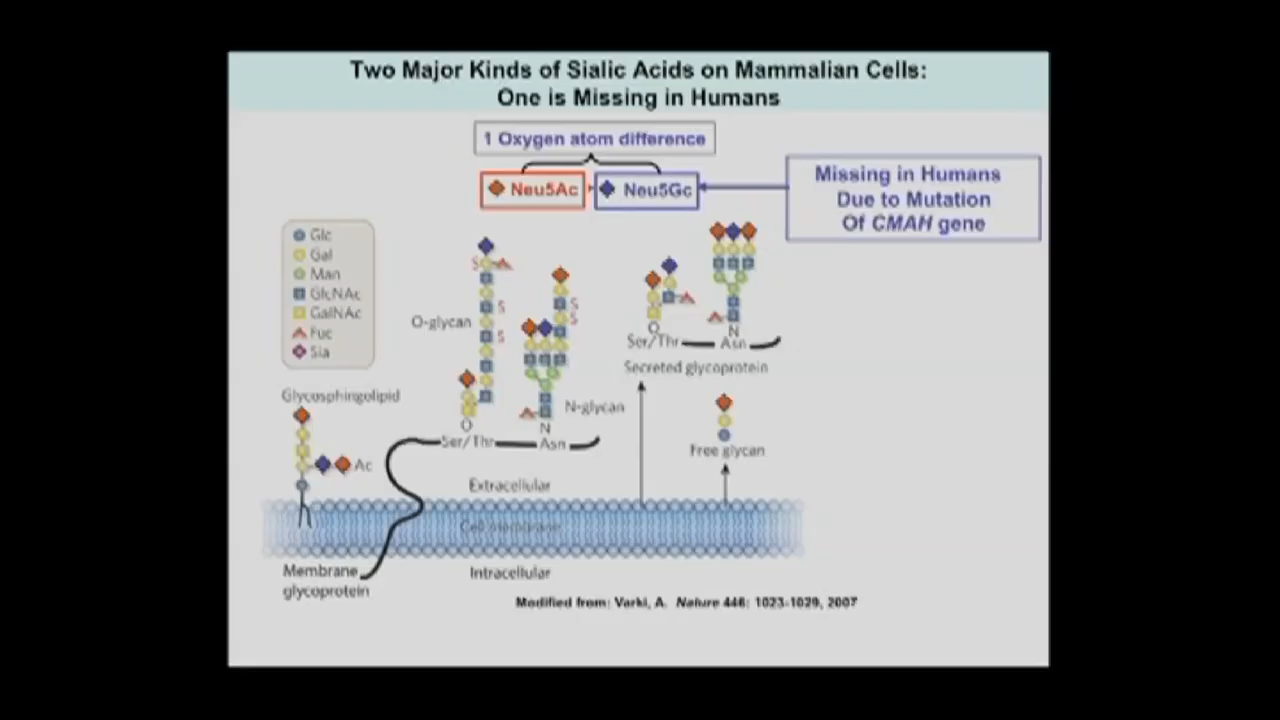 Two Major Kinds of Sialic Acids on Mammalian Cells:
One is Missing in Humans
1 Oxygen atom difference
Neu5Ac
Neu5Gc
Missing in Humans
Due to Mutation
Of CMAH gene
Glc
Gal
Man
GlcNAc
GalNAc
Fuc
Sia
S
S
S
S
S
O-glycan
N-glycan
O
N
Ser/Thr
Asn
O
N
Ser/Thr
Asn
Secreted glycoprotein
Glycosphingolipid
Ac
Free glycan
Extracellular
Cell membrane
Intracellular
Membrane
glycoprotein
Modified from: Varki, A. Nature 446: 1023-1029, 2007